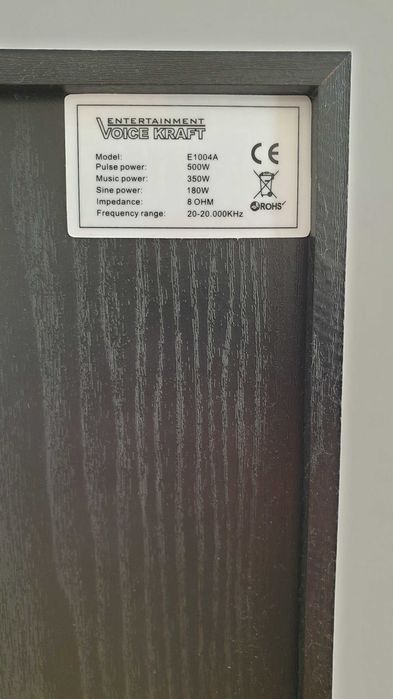 ENTERTAINMENT
VOICE KRAFT
Model: E1004A
Pulse power: 500W
Music power: 350W
Sine power: 180W
Impedance: 8 OHM
Frequency range: 20-20.000KHz
CE
ROHS